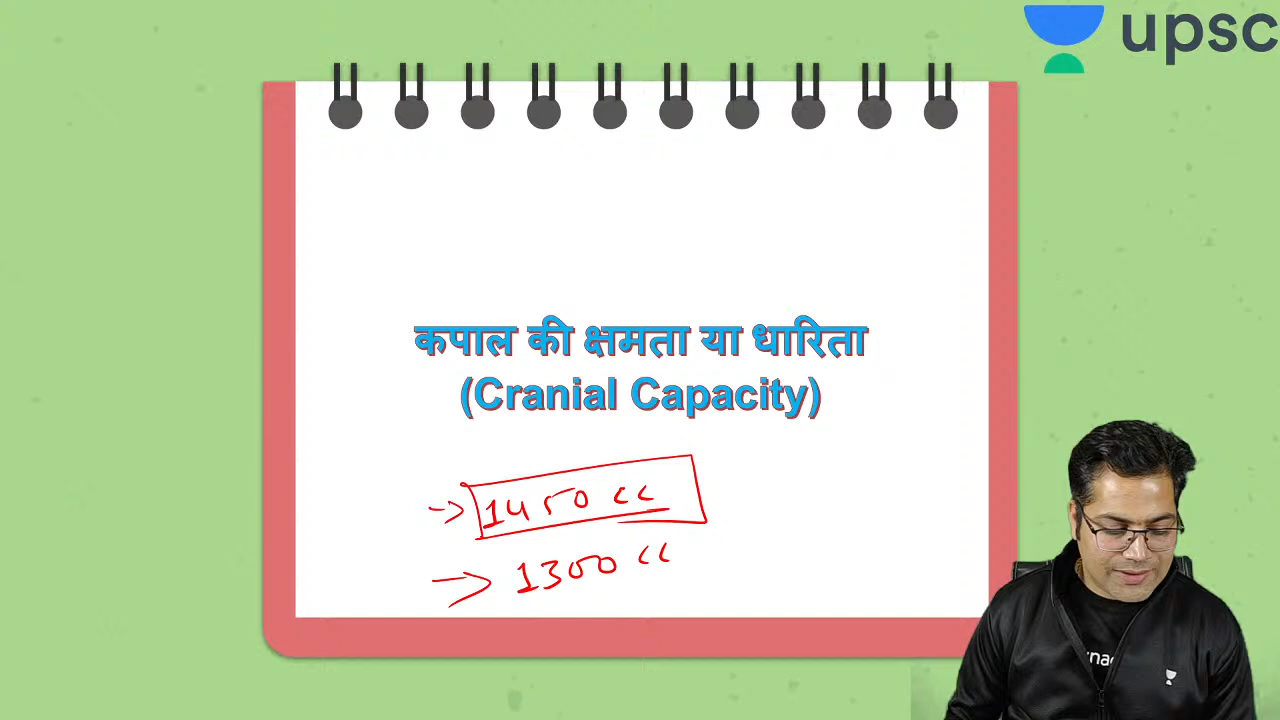 upsc
कपाल की क्षमता या धारिता
(Cranial Capacity)
→ 1450 cc
→ 1300 cc